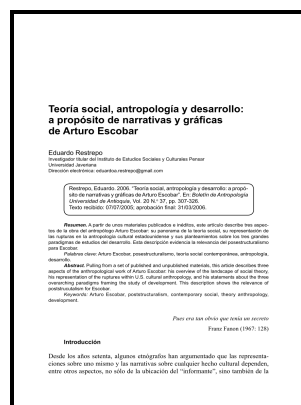 Teoría social, antropología y desarrollo:
a propósito de narrativas y gráficas
de Arturo Escobar
Eduardo Restrepo
Investigador titular del Instituto de Estudios Sociales y Culturales Pensar
Universidad Javeriana
Dirección electrónica: eduardoa.restrepo@gmail.com
Restrepo, Eduardo. 2006. "Teoría social, antropología y desarrollo: a propó-
sito de narrativas y gráficas de Arturo Escobar". En: Boletín de Antropología
Universidad de Antioquia, Vol. 20 N.º 37, pp. 307-326.
Texto recibido: 07/07/2005; aprobación final: 31/03/2006.
Resumen. A partir de unos materiales publicados e inéditos, este artículo describe tres aspec-
tos de la obra del antropólogo Arturo Escobar: su panorama de la teoría social, su representación de
las rupturas en la antropología cultural estadounidense y sus planteamientos sobre los tres grandes
paradigmas de estudios del desarrollo. Esta descripción evidencia la relevancia del posestructuralismo
para Escobar.
Palabras clave: Arturo Escobar, posestructuralismo, teoría social contemporánea, antropología,
desarrollo.
Abstract. Pulling from a set of published and unpublished materials, this article describes three
aspects of the anthropological work of Arturo Escobar: his overview of the landscape of social theory,
his representation of the ruptures within U.S. cultural anthropology, and his statements about the three
overarching paradigms framing the study of development. This description shows the relevance of
poststructuralism for Escobar.
Keywords: Arturo Escobar, poststructuralism, contemporary social, theory anthropology,
development.
Pues era tan obvio que tenía un secreto
Franz Fanon (1967: 128)
Introducción
Desde los años setenta, algunos etnógrafos han argumentado que las representa-
ciones sobre uno mismo y las narrativas sobre cualquier hecho cultural dependen,
entre otros aspectos, no sólo de la ubicación del "informante", sino también de la